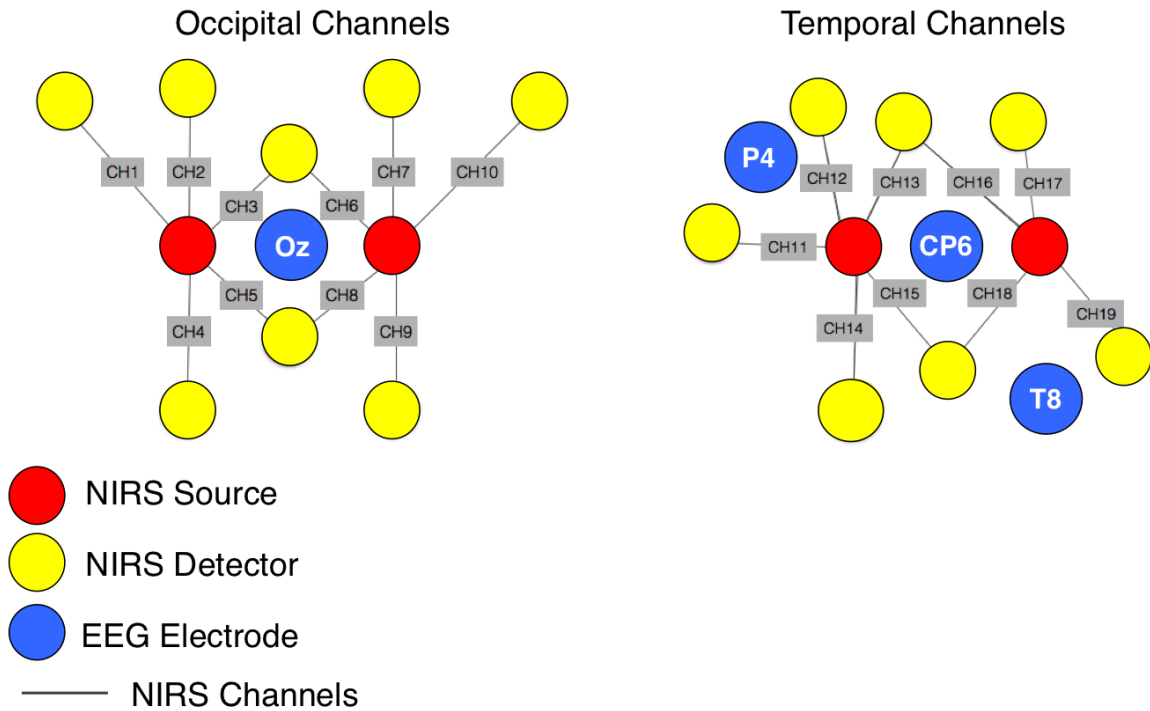 Occipital Channels
Temporal Channels
CH1
CH2
CH3
CH6
CH7
CH10
Oz
CH5
CH8
CH4
CH9
P4
CH12
CH13
CH16
CH17
CH11
CP6
CH15
CH18
CH14
CH19
T8
NIRS Source
NIRS Detector
EEG Electrode
NIRS Channels